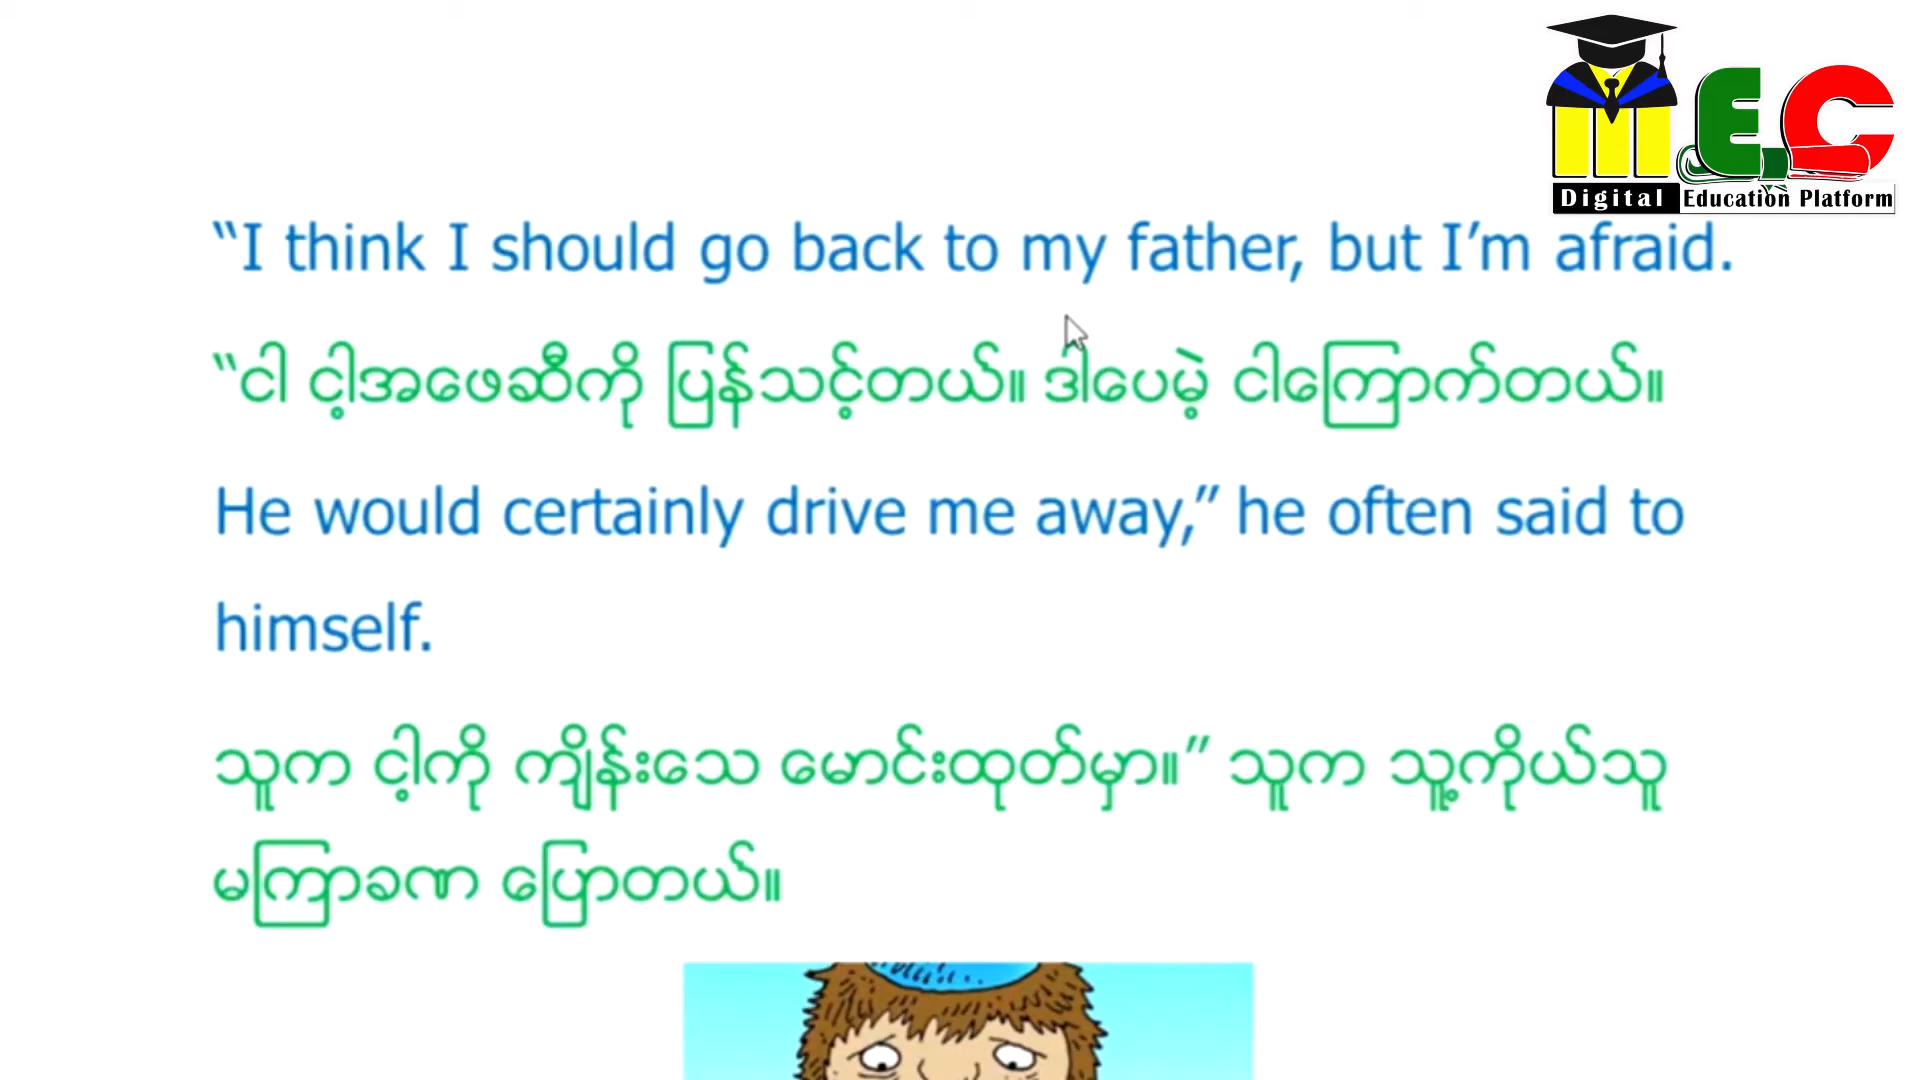 MEC
Digital Education Platform
“I think I should go back to my father, but I’m afraid.
“ငါ ငါ့အဖေဆီကို ပြန်သင့်တယ်။ ဒါပေမဲ့ ငါကြောက်တယ်။
He would certainly drive me away,” he often said to
himself.
သူက ငါ့ကို ကျိန်းသေ မောင်းထုတ်မှာ။” သူက သူ့ကိုယ်သူ
မကြာခဏ ပြောတယ်။